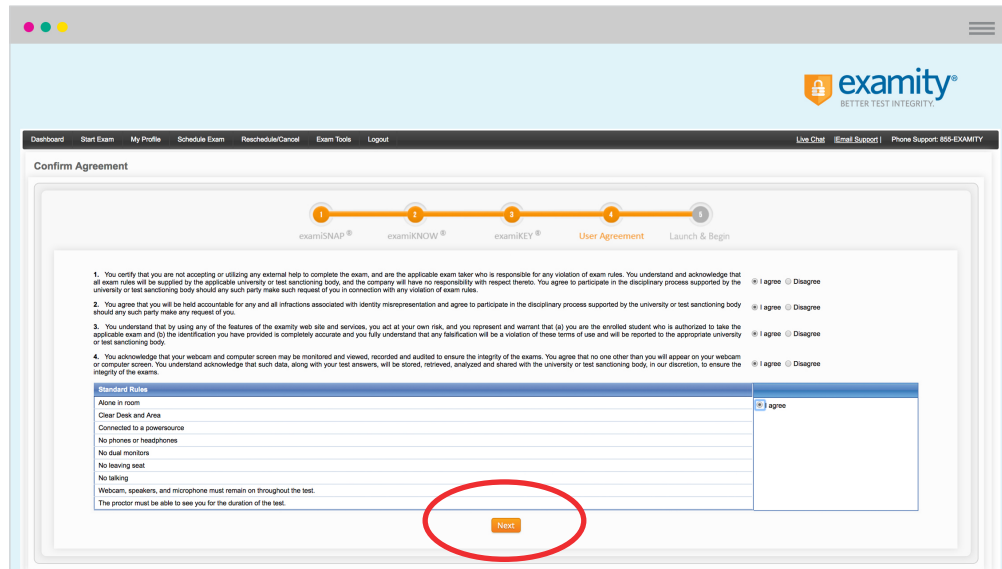 examity®
BETTER TEST INTEGRITY.
Dashboard Start Exam My Profile Schedule Exam Reschedule/Cancel Exam Tools Logout Live Chat |Email Support | Phone Support: 855-EXAMITY
Confirm Agreement
1 2 3 4 5
examiSNAP ® examiKNOW ® examiKEY ® User Agreement Launch & Begin
1. You certify that you are not accepting or utilizing any external help to complete the exam, and are the applicable exam taker who is responsible for any violation of exam rules. You understand and acknowledge that
all exam rules will be supplied by the applicable university or test sanctioning body, and the company will have no responsibility with respect thereto. You agree to participate in the disciplinary process supported by the
university or test sanctioning body should any such party make such request of you in connection with any violation of exam rules.
I agree Disagree
2. You agree that you will be held accountable for any and all infractions associated with identity misrepresentation and agree to participate in the disciplinary process supported by the university or test sanctioning body
should any such party make any request of you.
I agree Disagree
3. You understand that by using any of the features of the examity web site and services, you act at your own risk, and you represent and warrant that (a) you are the enrolled student who is authorized to take the
applicable exam and (b) the identification you have provided is completely accurate and you fully understand that any falsification will be a violation of these terms of use and will be reported to the appropriate university
or test sanctioning body.
I agree Disagree
4. You acknowledge that your webcam and computer screen may be monitored and viewed, recorded and audited to ensure the integrity of the exams. You agree that no one other than you will appear on your webcam
or computer screen. You understand acknowledge that such data, along with your test answers, will be stored, retrieved, analyzed and shared with the university or test sanctioning body, in our discretion, to ensure the
integrity of the exams.
I agree Disagree
Standard Rules
Alone in room
I agree
Clear Desk and Area
Connected to a powersource
No phones or headphones
No dual monitors
No leaving seat
No talking
Webcam, speakers, and microphone must remain on throughout the test.
The proctor must be able to see you for the duration of the test.
Next